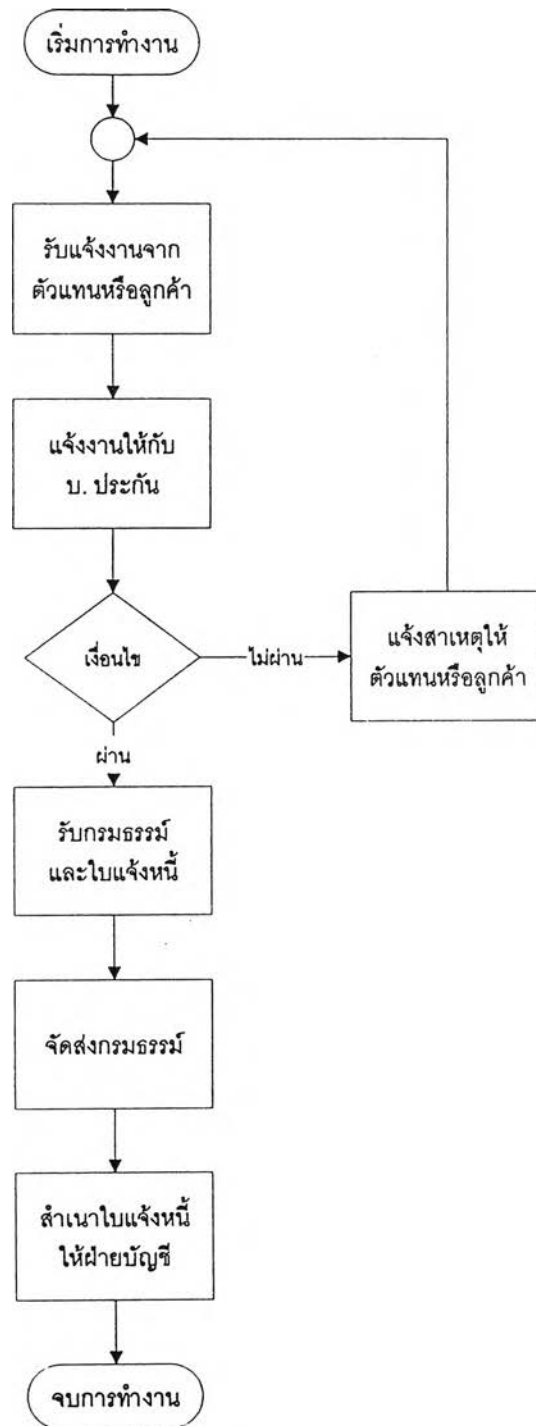 เริ่มการทำงาน
รับแจ้งงานจาก
ตัวแทนหรือลูกค้า
แจ้งงานให้กับ
บ. ประกัน
เงื่อนไข
ไม่ผ่าน
แจ้งสาเหตุให้
ตัวแทนหรือลูกค้า
ผ่าน
รับกรมธรรม์
และใบแจ้งหนี้
จัดส่งกรมธรรม์
สำเนาใบแจ้งหนี้
ให้ฝ่ายบัญชี
จบการทำงาน